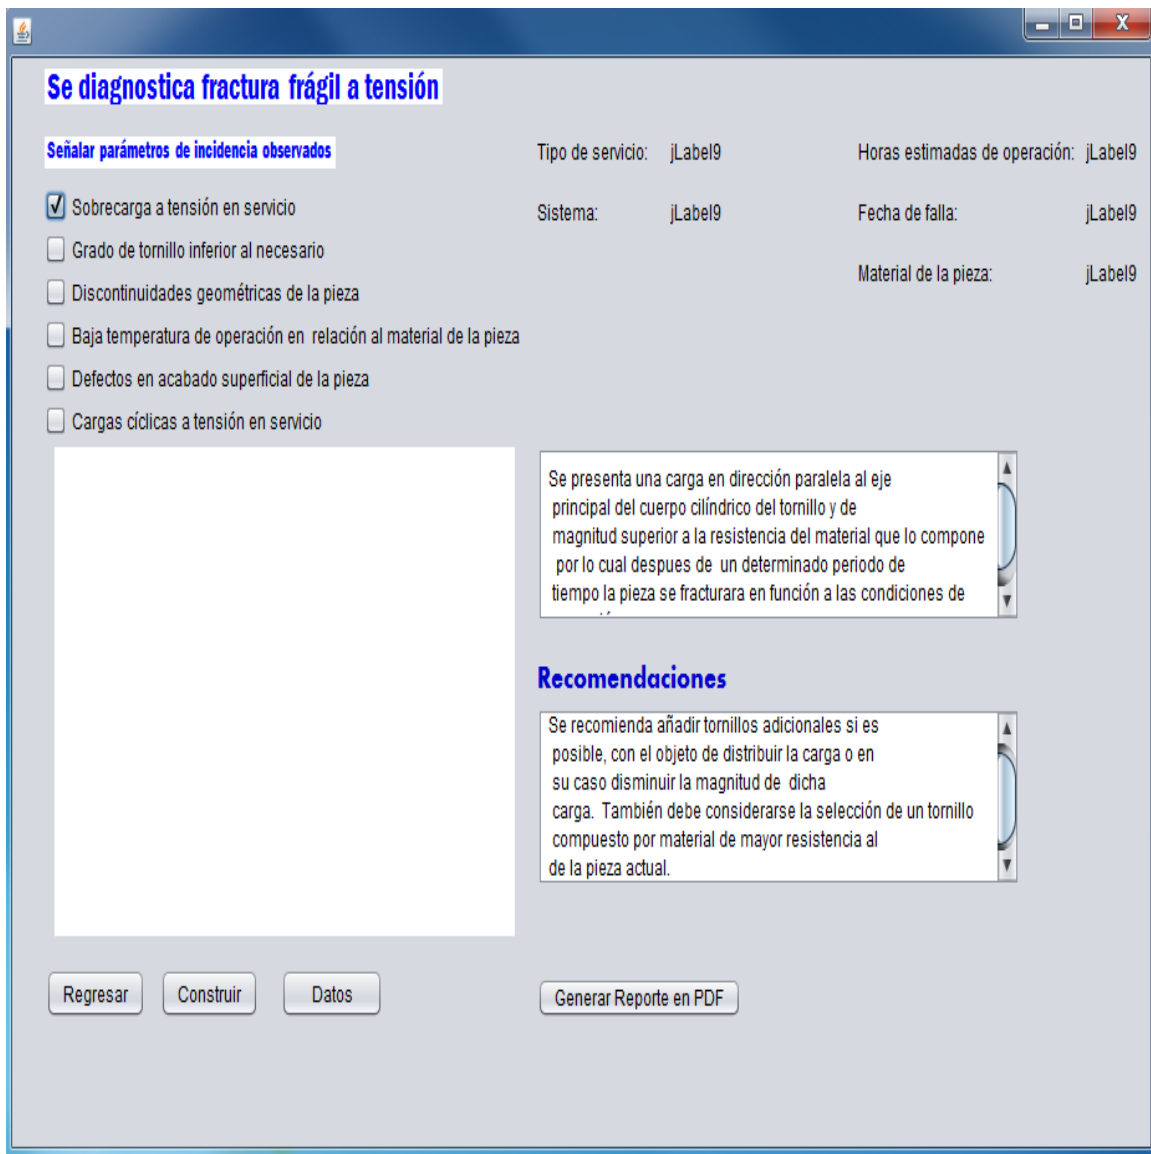 Se diagnostica fractura frágil a tensión
Señalar parámetros de incidencia observados
Sobrecarga a tensión en servicio
Grado de tornillo inferior al necesario
Discontinuidades geométricas de la pieza
Baja temperatura de operación en relación al material de la pieza
Defectos en acabado superficial de la pieza
Cargas cíclicas a tensión en servicio
Tipo de servicio: jLabel9
Sistema: jLabel9
Horas estimadas de operación: jLabel9
Fecha de falla: jLabel9
Material de la pieza: jLabel9
Se presenta una carga en dirección paralela al eje
principal del cuerpo cilíndrico del tornillo y de
magnitud superior a la resistencia del material que lo compone
por lo cual despues de un determinado periodo de
tiempo la pieza se fracturara en función a las condiciones de
Recomendaciones
Se recomienda añadir tornillos adicionales si es
posible, con el objeto de distribuir la carga o en
su caso disminuir la magnitud de dicha
carga. También debe considerarse la selección de un tornillo
compuesto por material de mayor resistencia al
de la pieza actual.
Regresar
Construir
Datos
Generar Reporte en PDF